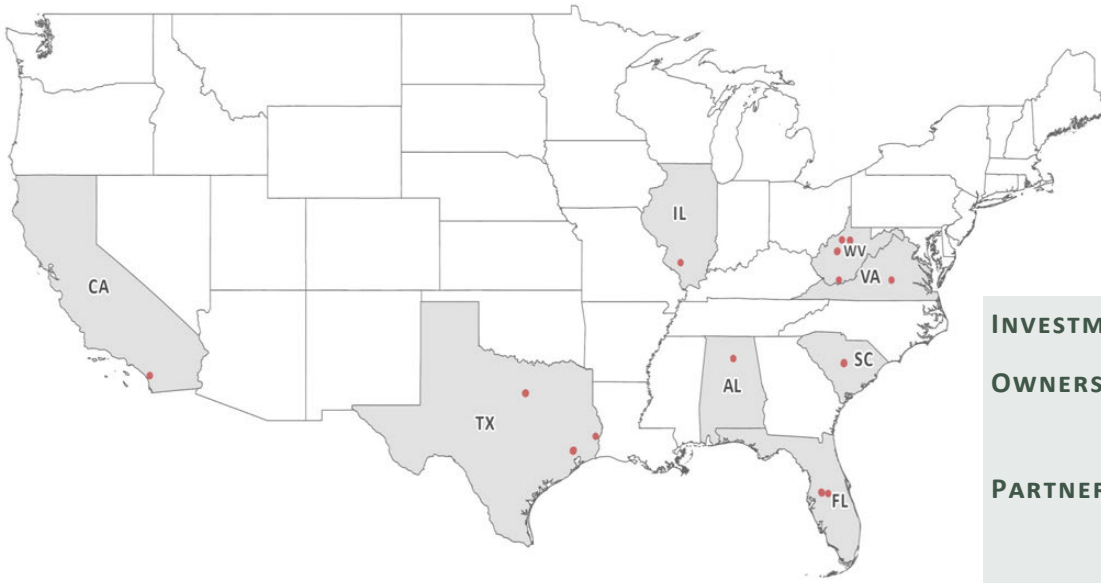 IL
WV
VA
CA
SC
AL
TX
FL
INVESTM
OWNERS
PARTNER